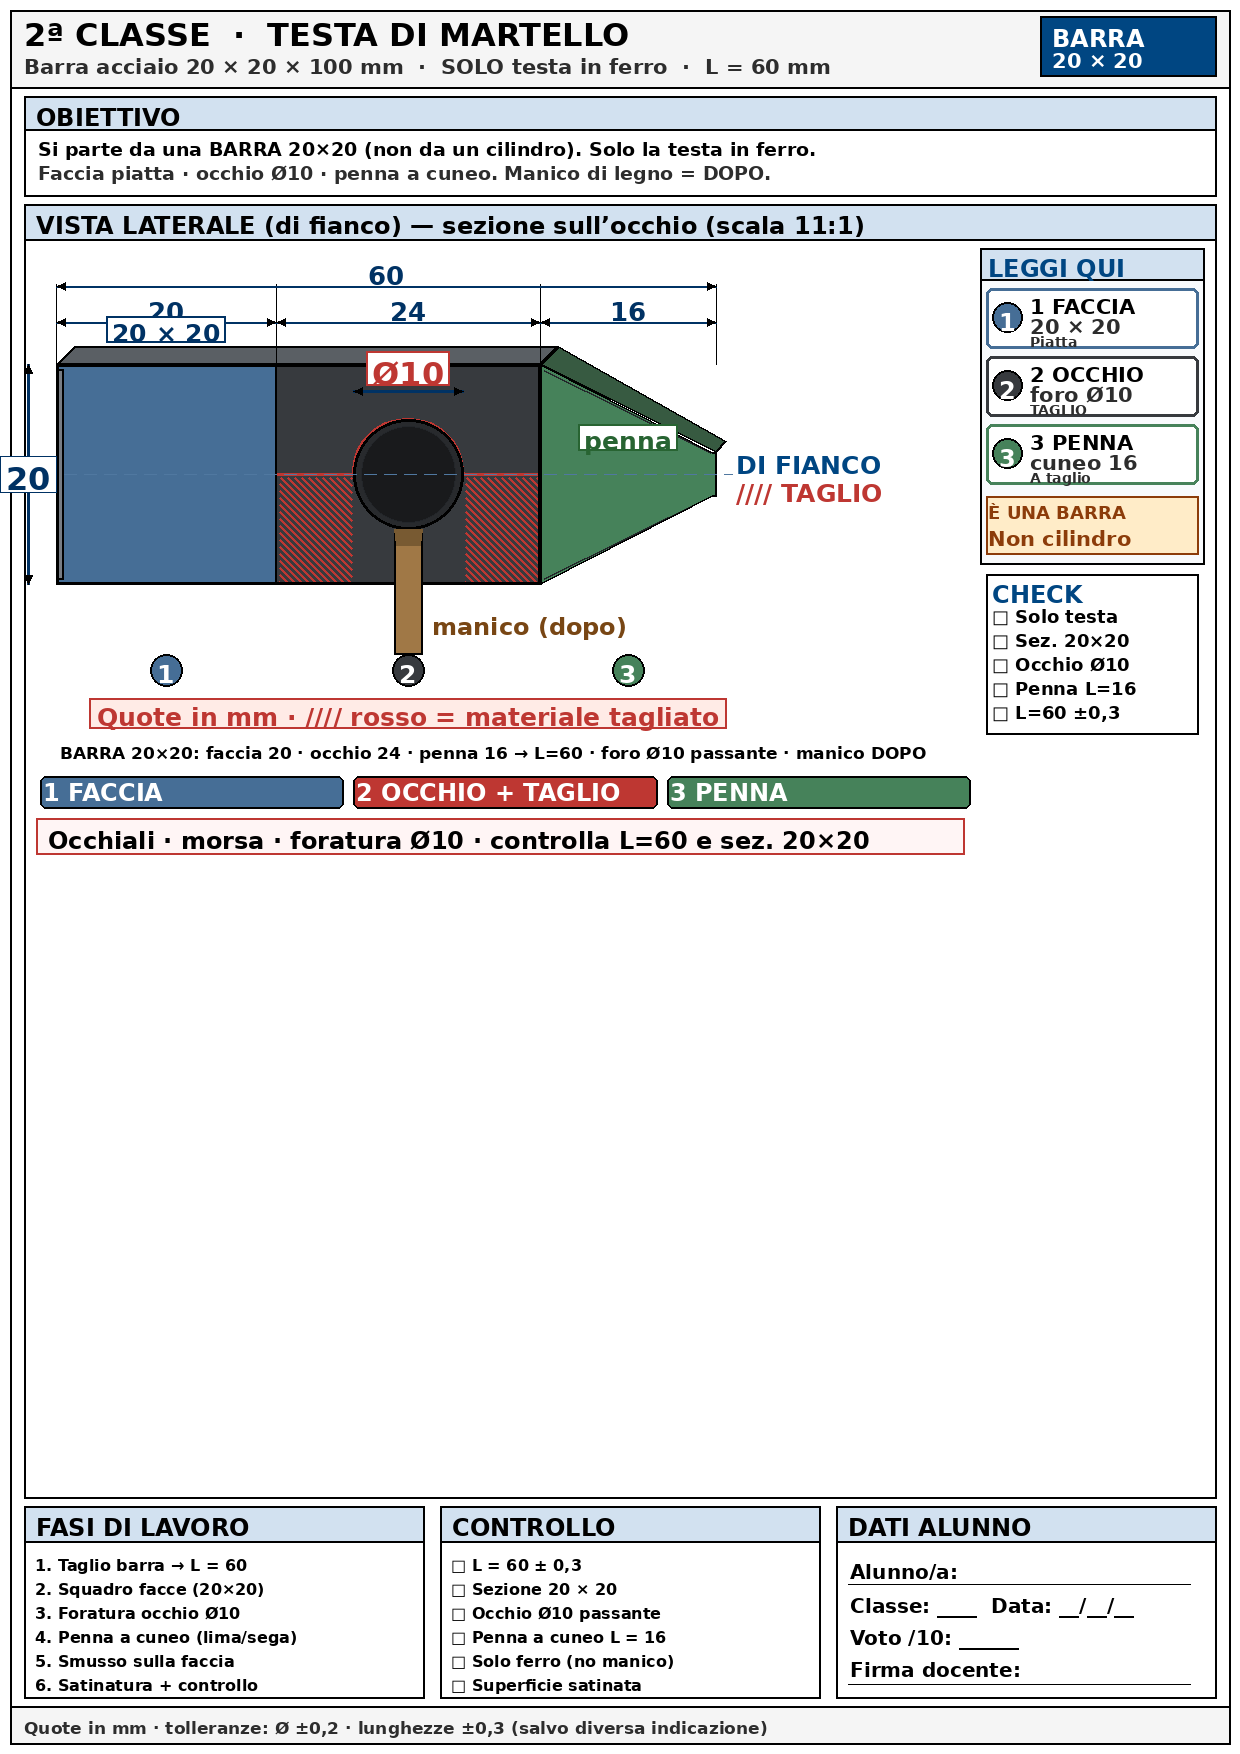 2ª CLASSE · TESTA DI MARTELLO
Barra acciaio 20 × 20 × 100 mm · SOLO testa in ferro · L = 60 mm
BARRA
20 × 20
OBIETTIVO
Si parte da una BARRA 20×20 (non da un cilindro). Solo la testa in ferro.
Faccia piatta · occhio Ø10 · penna a cuneo. Manico di legno = DOPO.
VISTA LATERALE (di fianco) — sezione sull’occhio (scala 11:1)
60
20
24
16
20 × 20
Ø10
penna
20
DI FIANCO
//// TAGLIO
manico (dopo)
1
2
3
Quote in mm · //// rosso = materiale tagliato
BARRA 20×20: faccia 20 · occhio 24 · penna 16 → L=60 · foro Ø10 passante · manico DOPO
1 FACCIA
2 OCCHIO + TAGLIO
3 PENNA
Occhiali · morsa · foratura Ø10 · controlla L=60 e sez. 20×20
LEGGI QUI
1
1 FACCIA
20 × 20
Piatta
2
2 OCCHIO
foro Ø10
TAGLIO
3
3 PENNA
cuneo 16
A taglio
È UNA BARRA
Non cilindro
CHECK
□ Solo testa
□ Sez. 20×20
□ Occhio Ø10
□ Penna L=16
□ L=60 ±0,3
FASI DI LAVORO
1. Taglio barra → L = 60
2. Squadro facce (20×20)
3. Foratura occhio Ø10
4. Penna a cuneo (lima/sega)
5. Smusso sulla faccia
6. Satinatura + controllo
CONTROLLO
□ L = 60 ± 0,3
□ Sezione 20 × 20
□ Occhio Ø10 passante
□ Penna a cuneo L = 16
□ Solo ferro (no manico)
□ Superficie satinata
DATI ALUNNO
Alunno/a:
Classe: ____ Data: __/__/__
Voto /10: ______
Firma docente:
Quote in mm · tolleranze: Ø ±0,2 · lunghezze ±0,3 (salvo diversa indicazione)